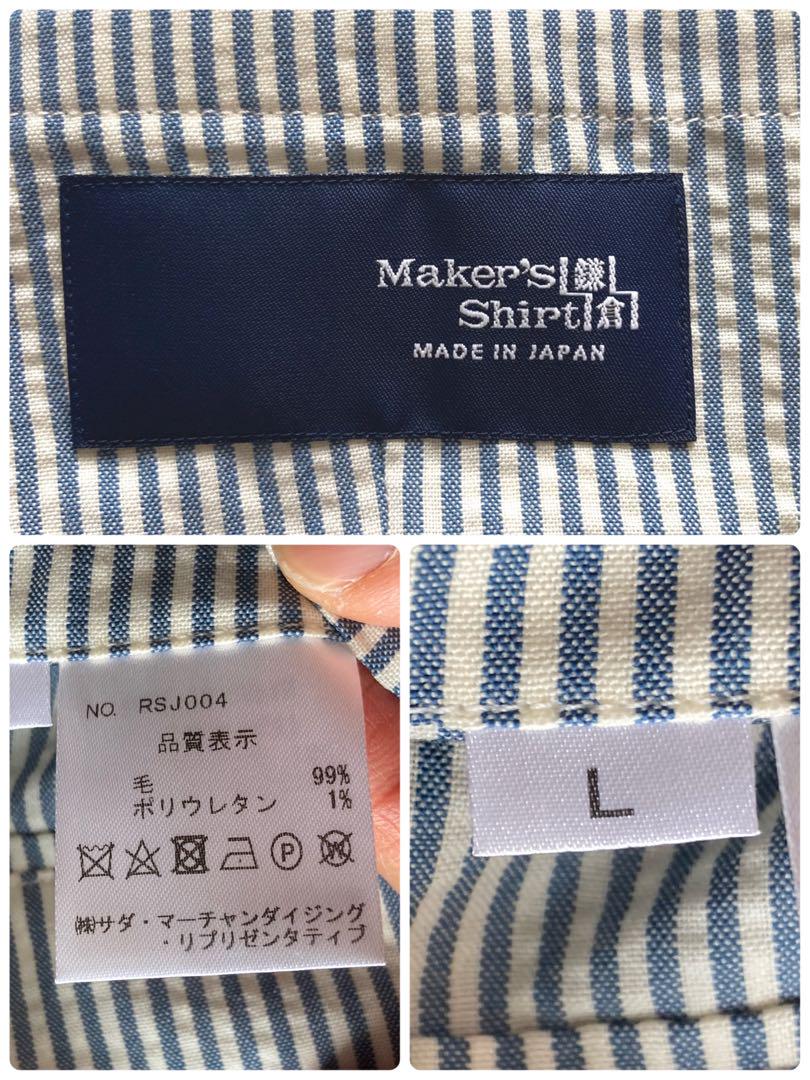 Maker's 鎌
Shirt 倉
MADE IN JAPAN
NO. RSJ004
品質表示
毛 99%
ポリウレタン 1%
P W
㈱サダ・マーチャンダイジング
・リプリゼンタティブ
L